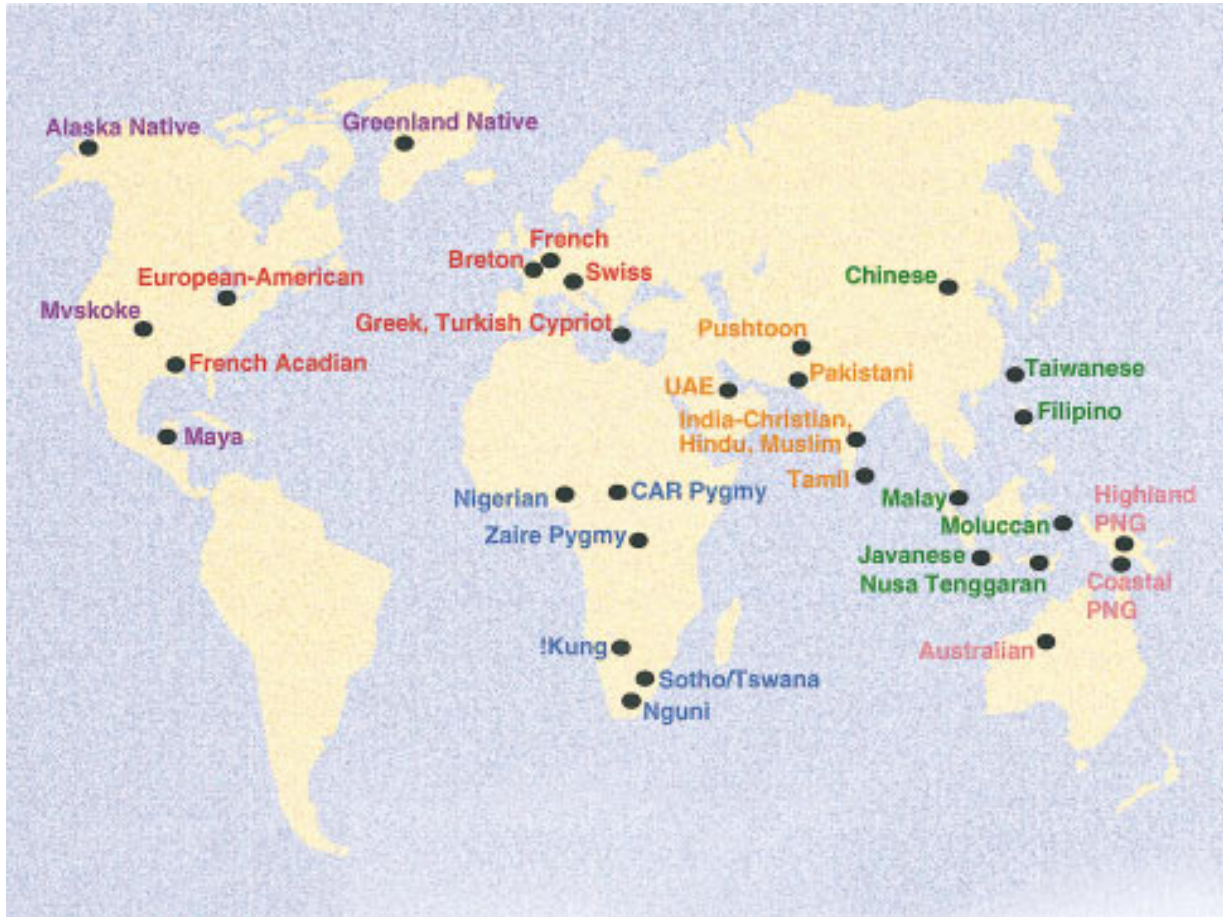 Alaska Native
Greenland Native
French
Breton
Swiss
European-American
Chinese
Mvskoke
Greek, Turkish Cypriot
Pushtoon
French Acadian
UAE
Pakistani
Taiwanese
India-Christian,
Hindu, Muslim
Filipino
Maya
Tamil
Nigerian
CAR Pygmy
Malay
Highland
PNG
Zaire Pygmy
Moluccan
Javanese
Nusa Tenggaran
Coastal
PNG
!Kung
Australian
Sotho/Tswana
Nguni